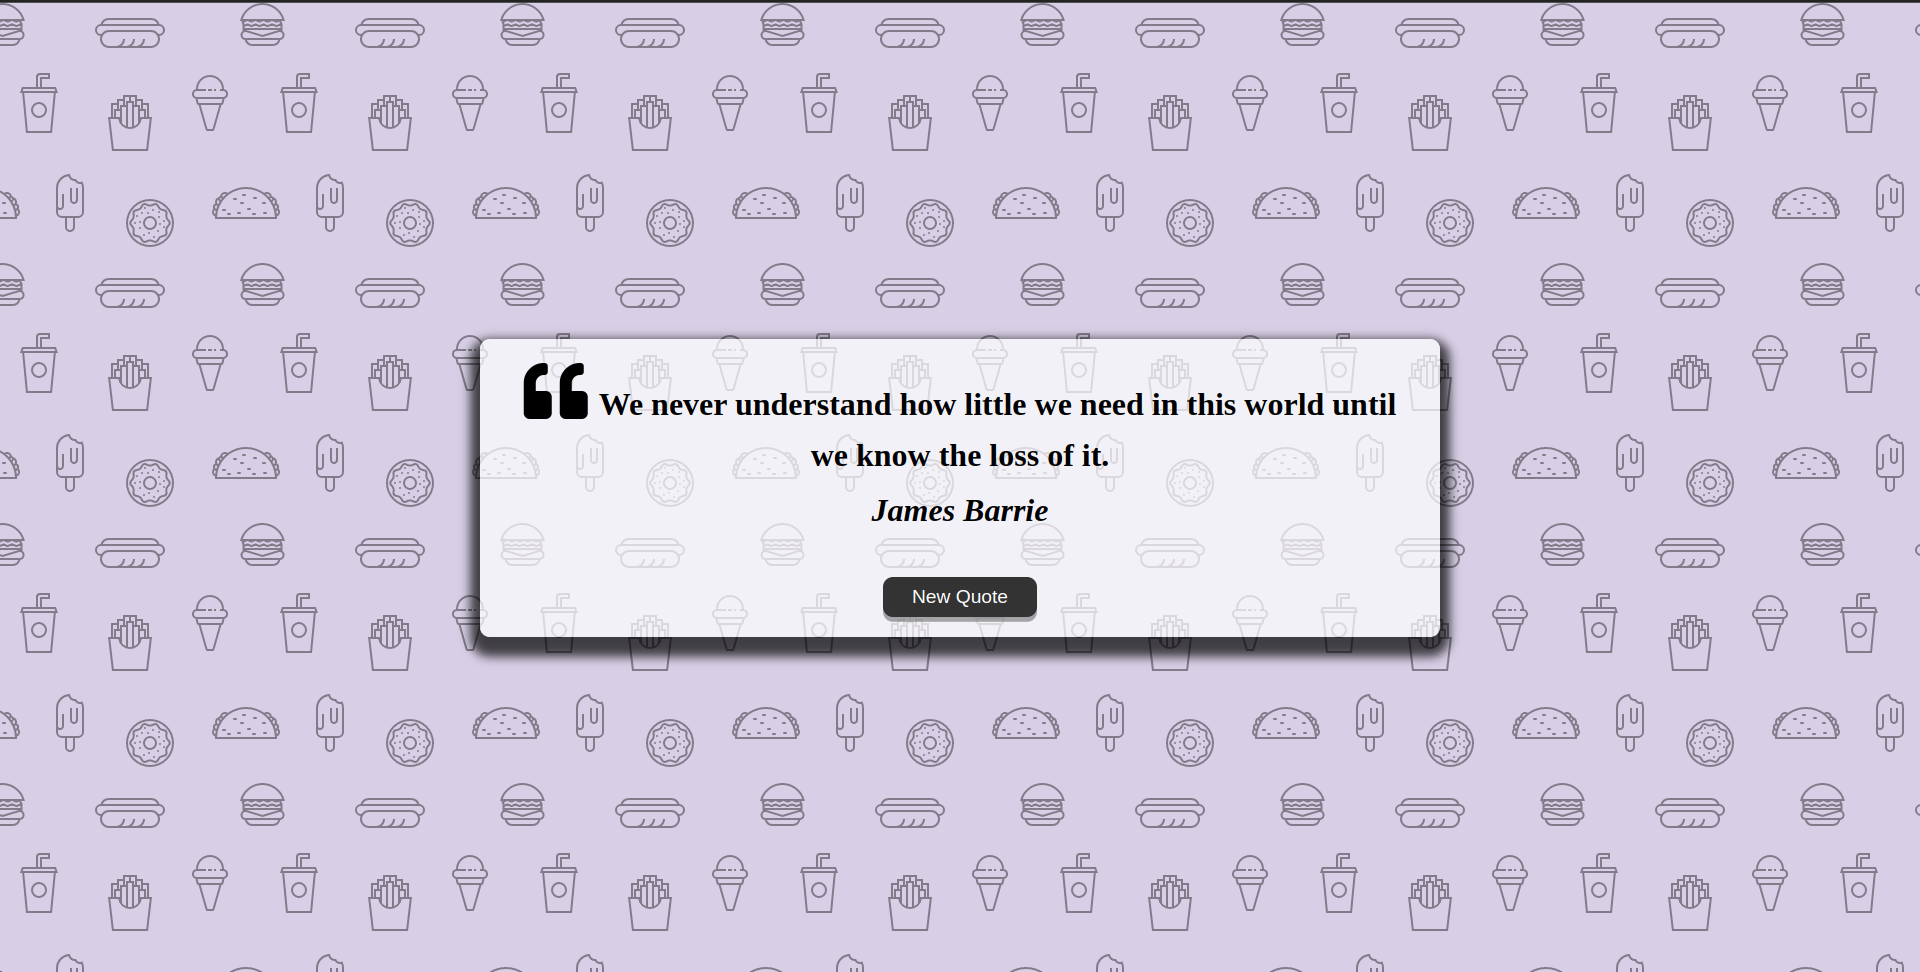 We never understand how little we need in this world until
we know the loss of it.
James Barrie
New Quote